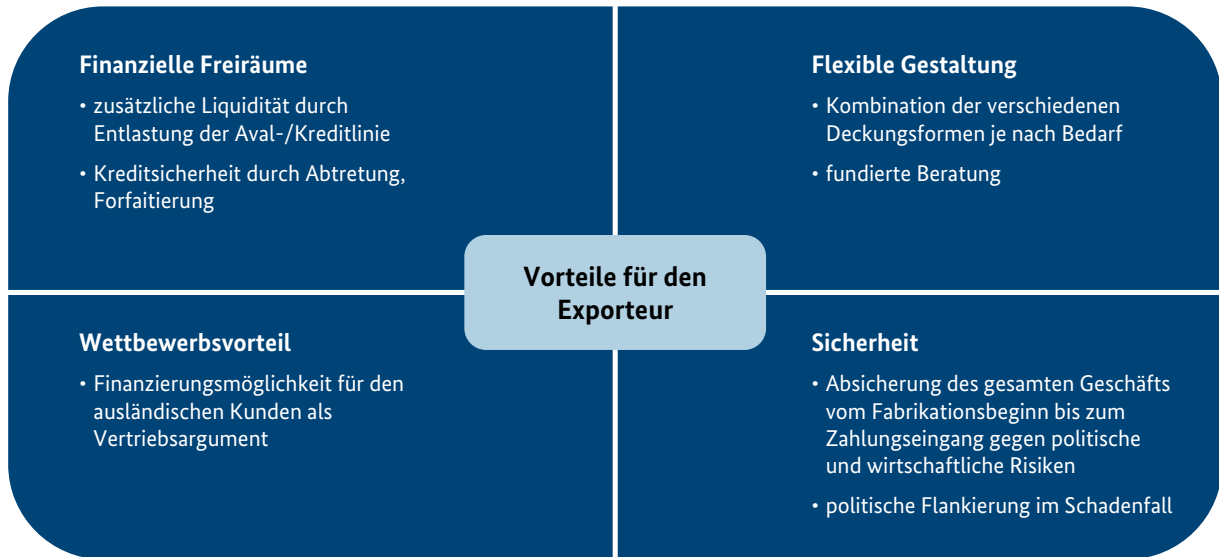 Finanzielle Freiräume
• zusätzliche Liquidität durch
Entlastung der Aval-/Kreditlinie
• Kreditsicherheit durch Abtretung,
Forfaitierung
Flexible Gestaltung
• Kombination der verschiedenen
Deckungsformen je nach Bedarf
• fundierte Beratung
Vorteile für den
Exporteur
Wettbewerbsvorteil
• Finanzierungsmöglichkeit für den
ausländischen Kunden als
Vertriebsargument
Sicherheit
• Absicherung des gesamten Geschäfts
vom Fabrikationsbeginn bis zum
Zahlungseingang gegen politische
und wirtschaftliche Risiken
• politische Flankierung im Schadenfall